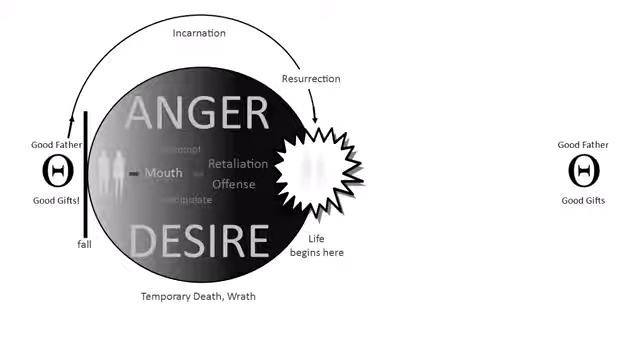 Incarnation
Resurrection
ANGER
Good Father
Θ
Good Gifts!
Mouth
Retaliation
Offense
DESIRE
fall
Life
begins here
Temporary Death, Wrath
Good Father
Θ
Good Gifts